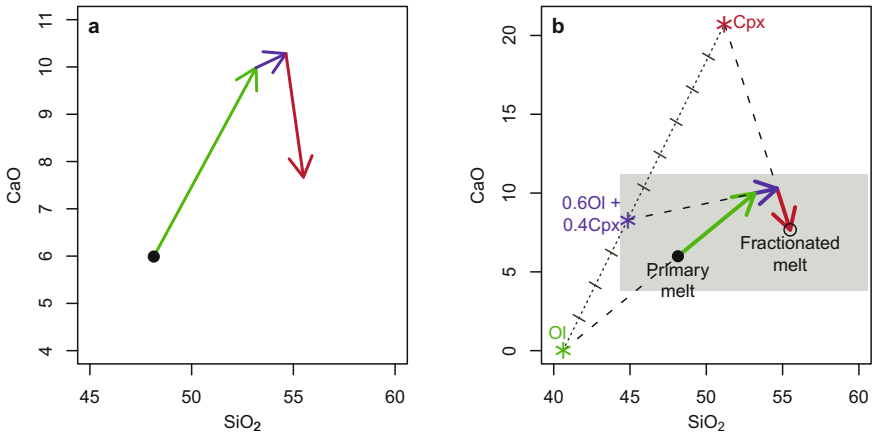 a
11
10
9
8
7
6
5
4
CaO
45
50
55
60
SiO₂
b
20
15
10
5
0
CaO
Cpx
0.6Ol +
0.4Cpx
Primary
melt
Fractionated
melt
Ol
40
45
50
55
60
SiO₂